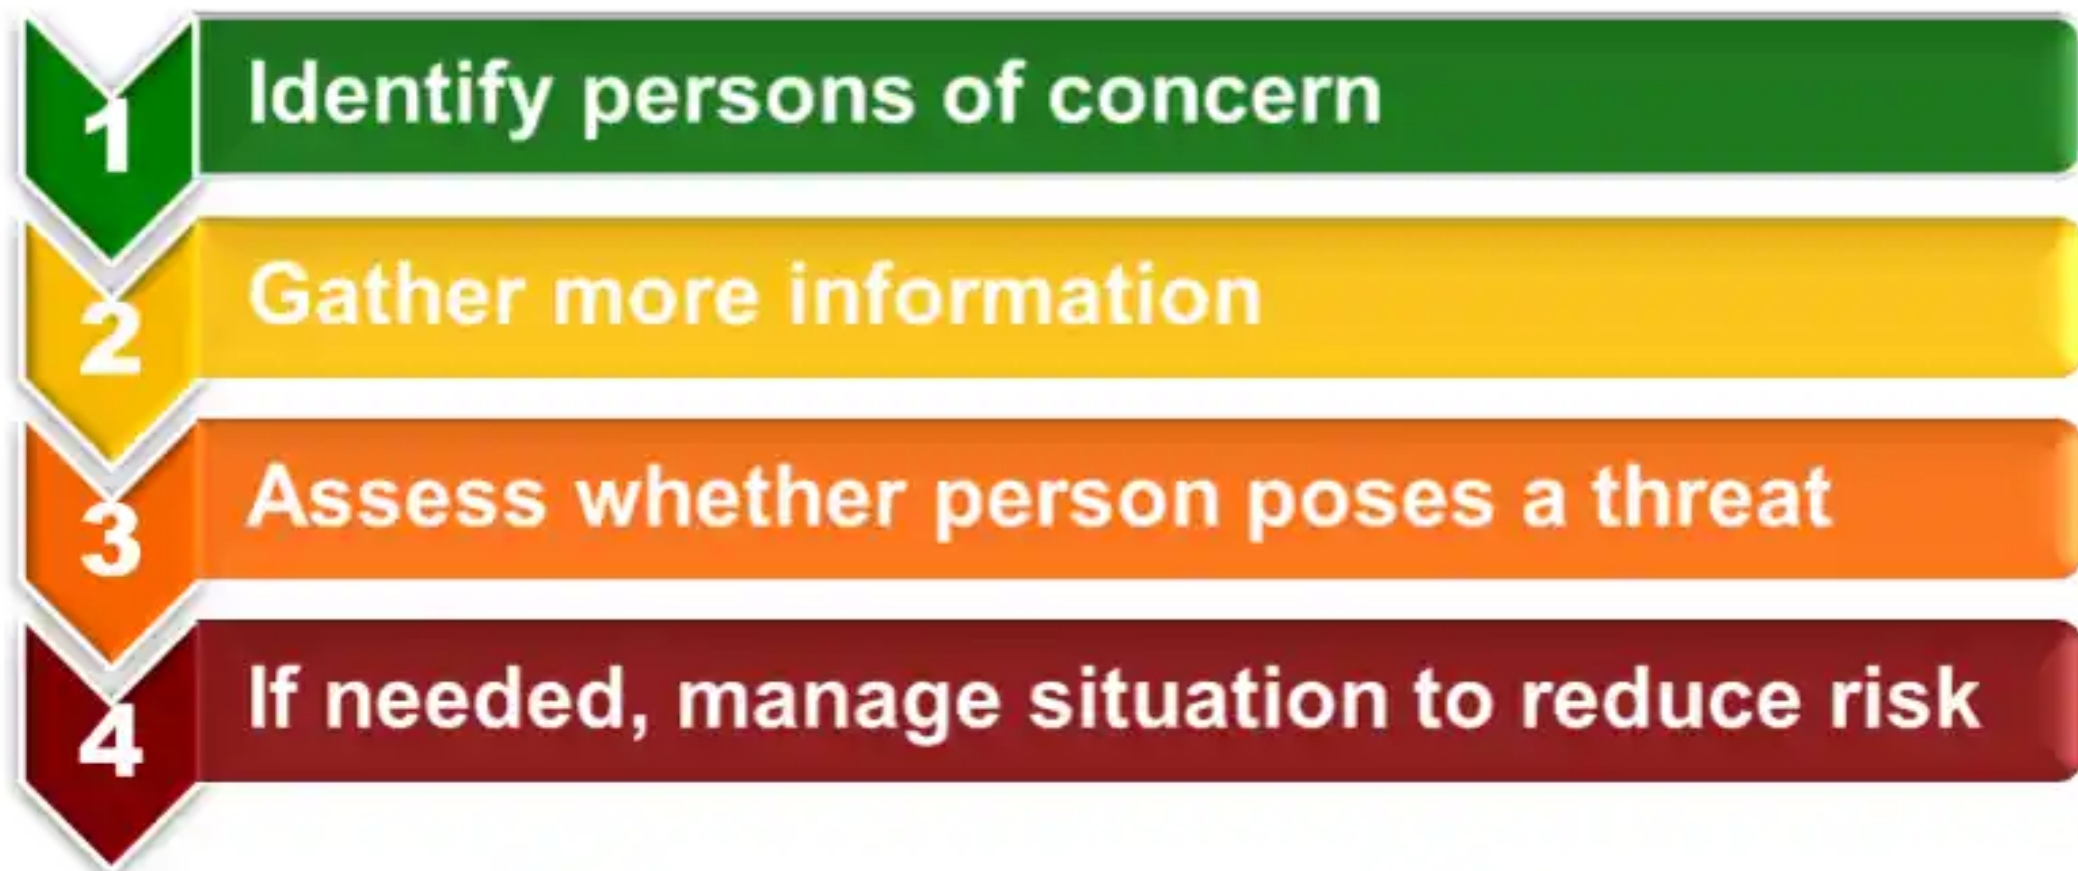 1 Identify persons of concern
2 Gather more information
3 Assess whether person poses a threat
4 If needed, manage situation to reduce risk